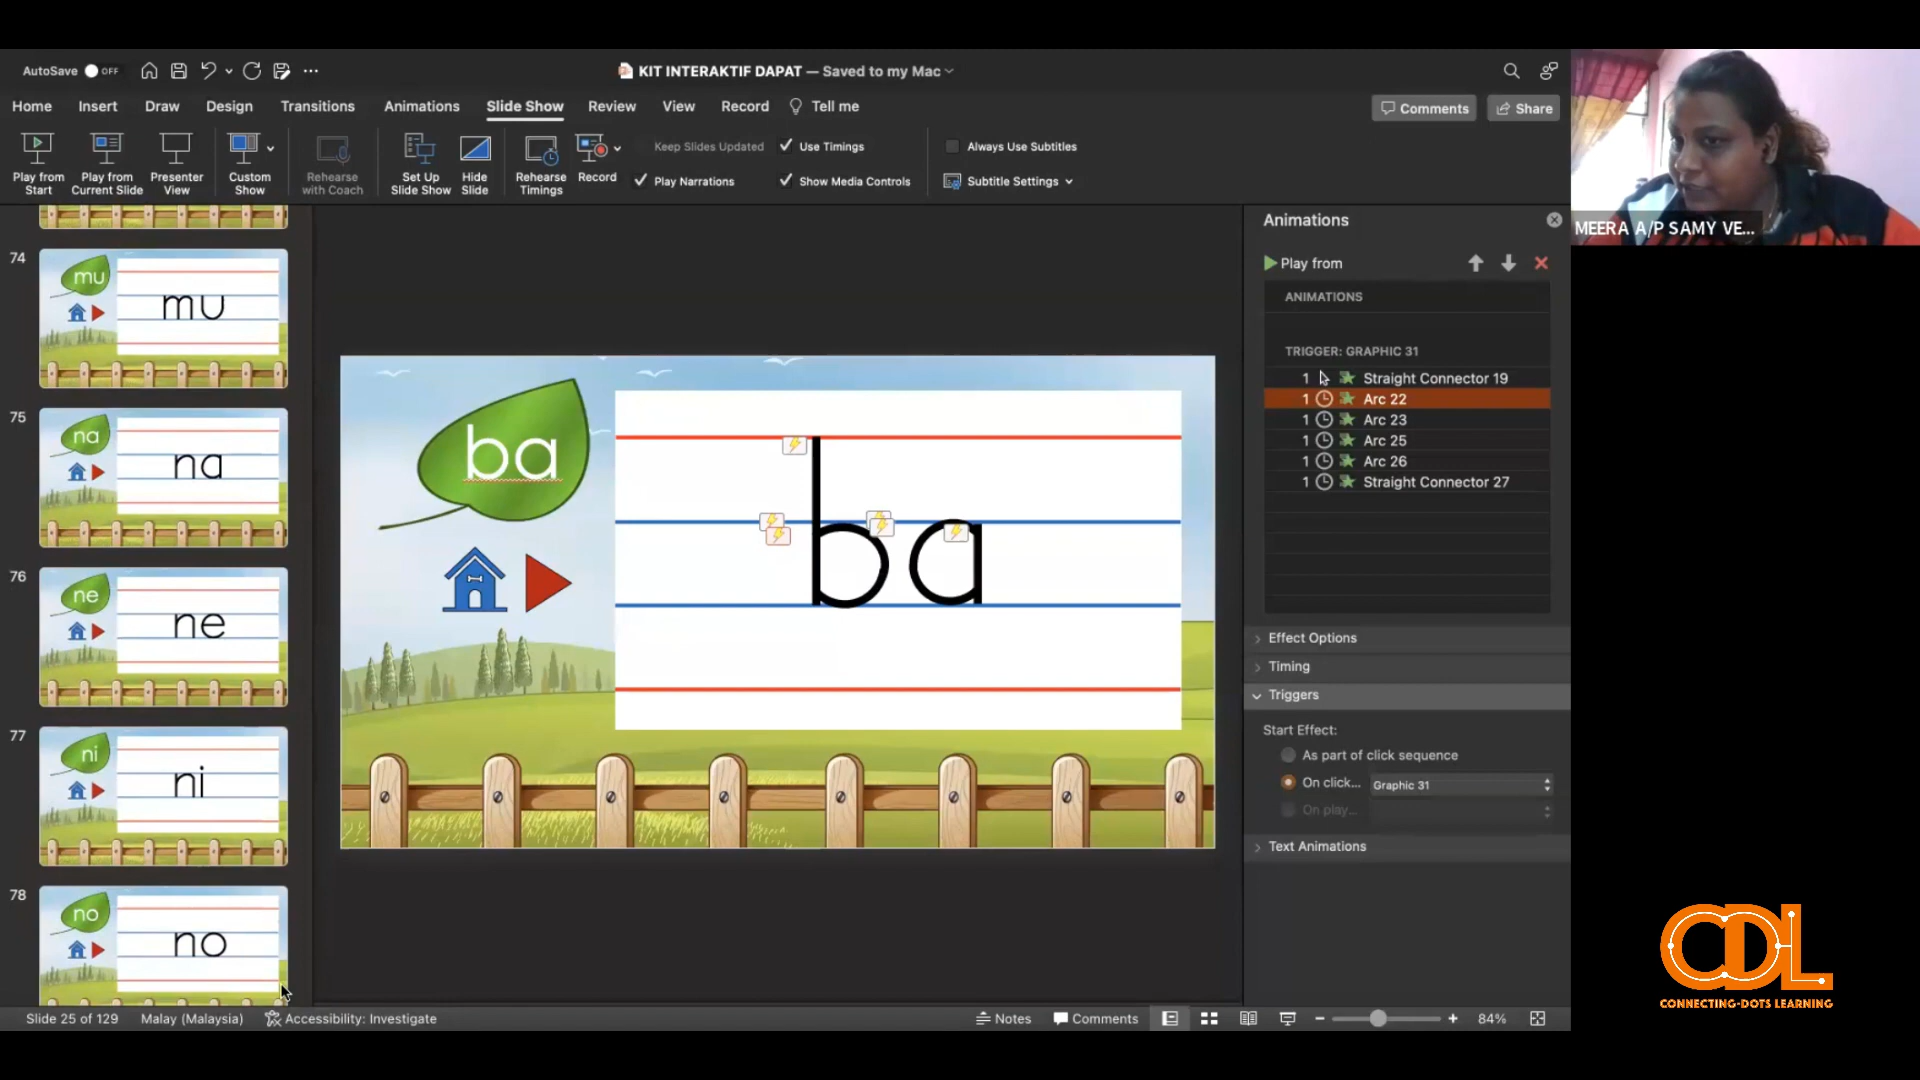 AutoSave OFF
KIT INTERAKTIF DAPAT — Saved to my Mac
Home Insert Draw Design Transitions Animations Slide Show Review View Record Tell me
Comments Share
Play from Start
Play from Current Slide
Presenter View
Custom Show
Rehearse with Coach
Set Up Slide Show
Hide Slide
Rehearse Timings
Record
Keep Slides Updated
Use Timings
Play Narrations
Show Media Controls
Always Use Subtitles
Subtitle Settings
MEERA A/P SAMY VE...
74
mu
mu
75
na
na
76
ne
ne
77
ni
ni
78
no
no
ba
ba
Animations
Play from
ANIMATIONS
TRIGGER: GRAPHIC 31
1 Straight Connector 19
1 Arc 22
1 Arc 23
1 Arc 25
1 Arc 26
1 Straight Connector 27
Effect Options
Timing
Triggers
Start Effect:
As part of click sequence
On click... Graphic 31
On play...
Text Animations
CDL
CONNECTING-DOTS LEARNING
Slide 25 of 129 Malay (Malaysia) Accessibility: Investigate
Notes Comments 84%